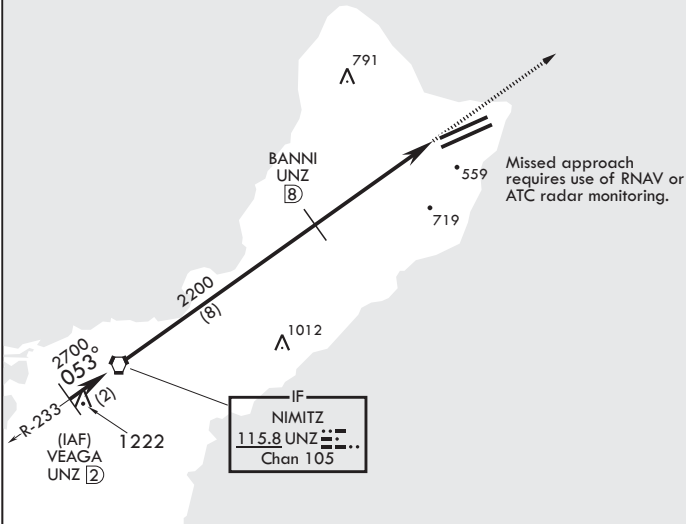 791
BANNI
UNZ
8
559
Missed approach
requires use of RNAV or
ATC radar monitoring.
719
2200
(8)
1012
2700
053°
(2)
R-233
(IAF)
VEAGA
UNZ 2
1222
IF
NIMITZ
115.8 UNZ
Chan 105